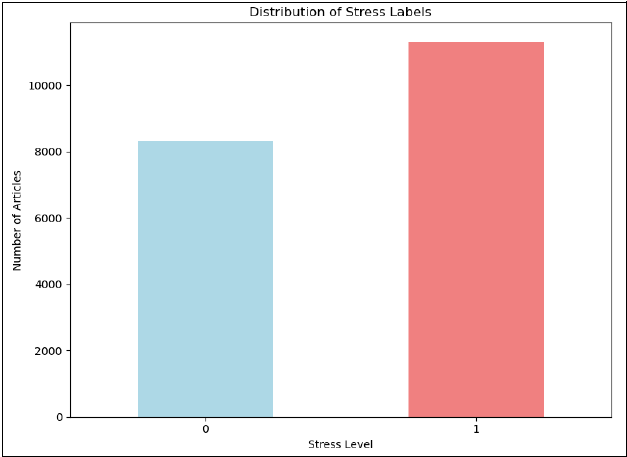 Distribution of Stress Labels
10000
8000
6000
4000
2000
0
Number of Articles
0 1
Stress Level